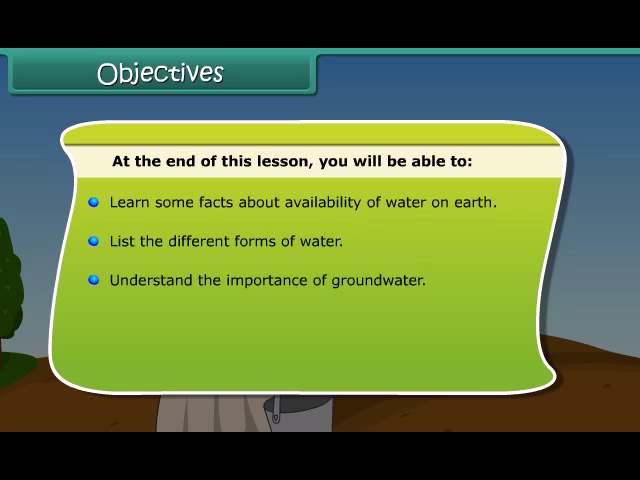 Objectives
At the end of this lesson, you will be able to:
Learn some facts about availability of water on earth.
List the different forms of water.
Understand the importance of groundwater.